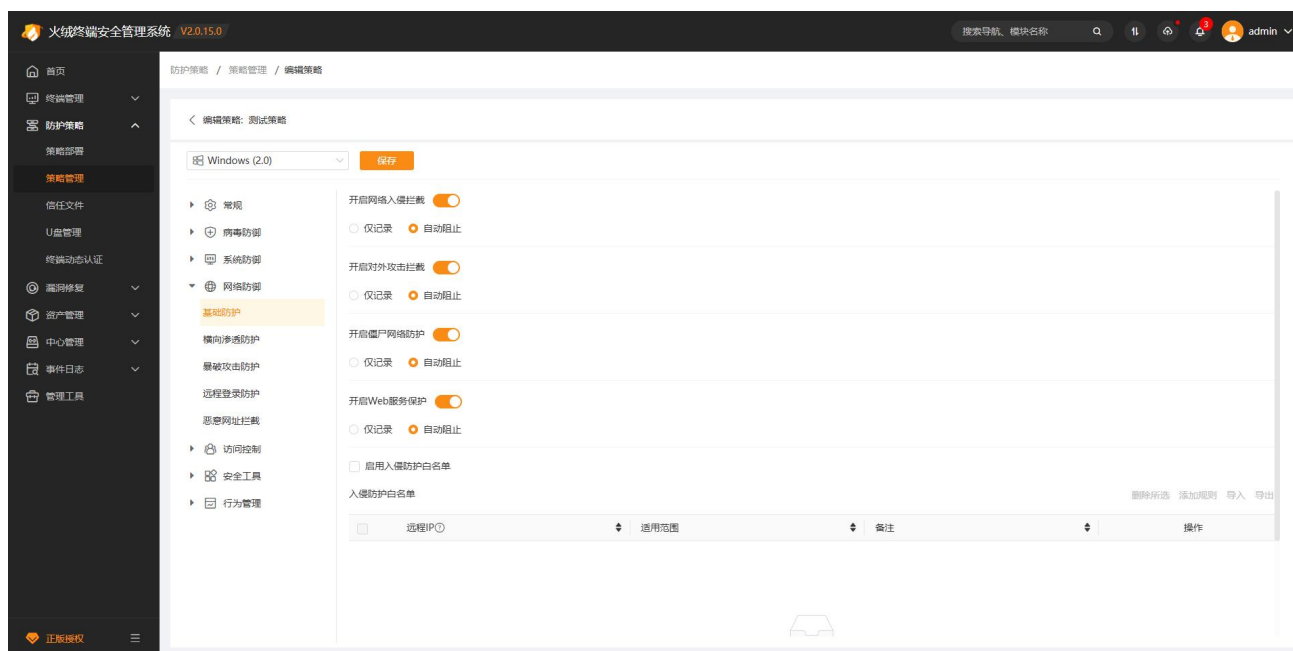 火绒终端安全管理系统 V2.0.15.0
搜索导航、模块名称
3
admin
首页
终端管理
防护策略
策略部署
策略管理
信任文件
U盘管理
终端动态认证
漏洞修复
资产管理
中心管理
事件日志
管理工具
正版授权
防护策略 / 策略管理 / 编辑策略
编辑策略: 测试策略
Windows (2.0)
保存
常规
病毒防御
系统防御
网络防御
基础防护
横向渗透防护
暴破攻击防护
远程登录防护
恶意网址拦截
访问控制
安全工具
行为管理
开启网络入侵拦截
仅记录 自动阻止
开启对外攻击拦截
仅记录 自动阻止
开启僵尸网络防护
仅记录 自动阻止
开启Web服务保护
仅记录 自动阻止
启用入侵防护白名单
入侵防护白名单
删除所选 添加规则 导入 导出
远程IP 适用范围 备注 操作